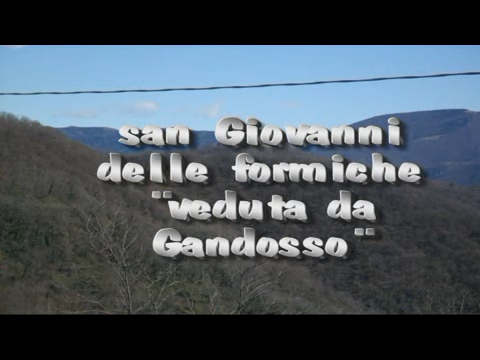 san Giovanni
delle formiche
"veduta da
Gandosso"